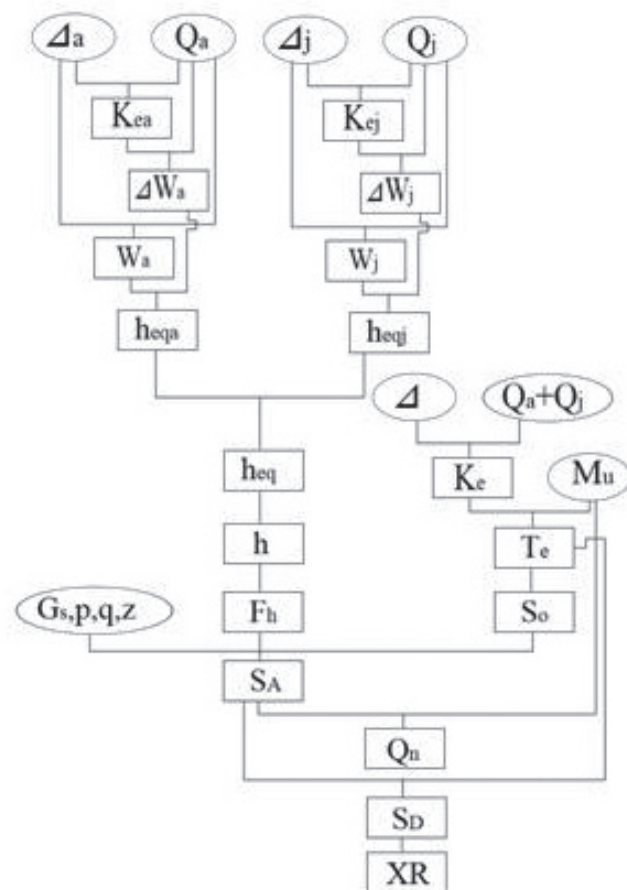 ⊿a Qa ⊿j Qj
Kea Kej
⊿Wa ⊿Wj
Wa Wj
heqa heqj
⊿ Qa+Qj
heq Ke Mu
h Te
Gs,p,q,z Fh So
SA
Qn
SD
XR